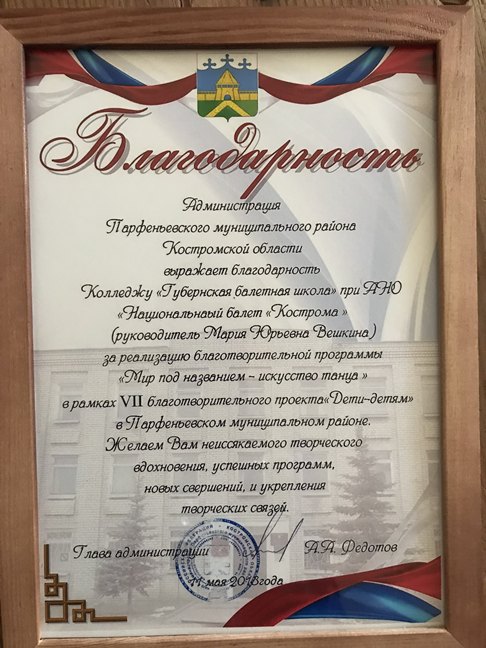 Благодарность
Администрация
Парфеньевского муниципального района
Костромской области
выражает благодарность
Колледжу «Губернская балетная школа» при АНО
«Национальный балет «Кострома»
(руководитель Мария Юрьевна Вешкина)
за реализацию благотворительной программы
«Мир под названием – искусство танца»
в рамках VII благотворительного проекта «Дети-детям»
в Парфеньевском муниципальном районе.
Желаем Вам неиссякаемого творческого
вдохновения, успешных программ,
новых свершений, и укрепления
творческих связей.
Глава администрации А.А. Федотов
11 мая года